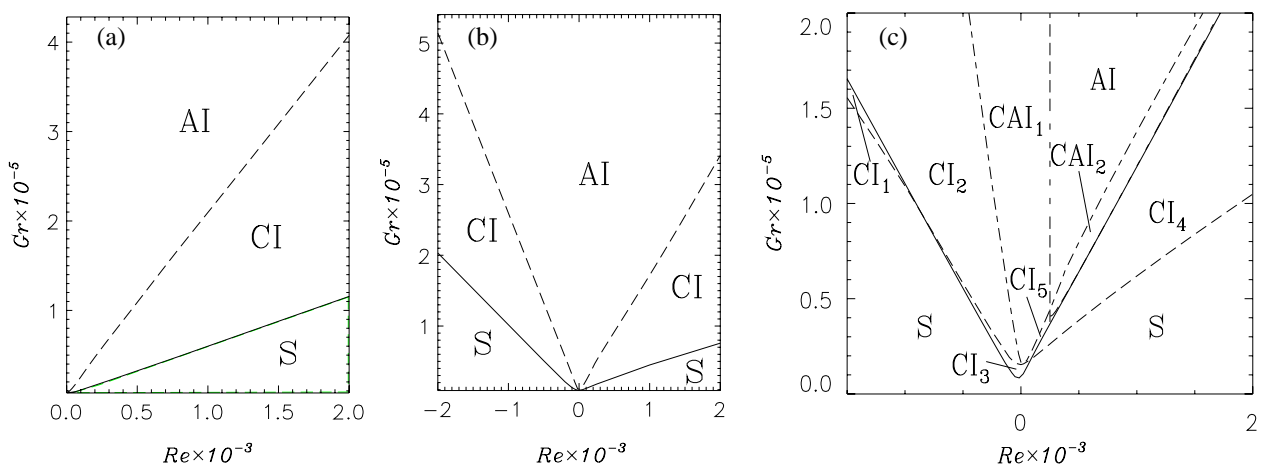 (a)
4
3
2
1
Gr×10⁻⁵
AI
CI
S
0.0
0.5
1.0
1.5
2.0
Re×10⁻³
(b)
5
4
3
2
1
Gr×10⁻⁵
AI
CI
CI
S
S
−2
−1
0
1
2
Re×10⁻³
(c)
2.0
1.5
1.0
0.5
0.0
Gr×10⁻⁵
AI
CAI₁
CAI₂
CI₁
CI₂
CI₄
CI₅
S
S
CI₃
0
2
Re×10⁻³